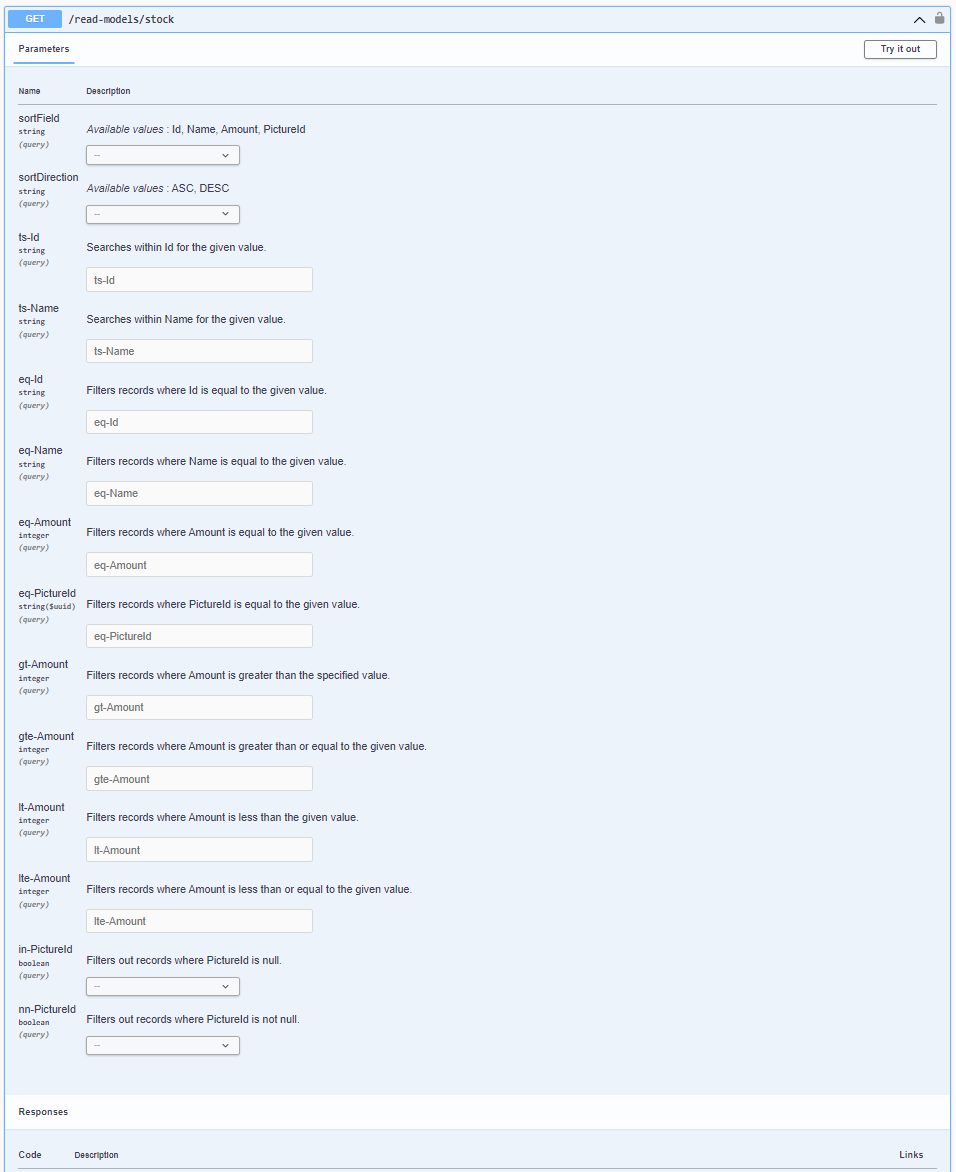 GET /read-models/stock
Parameters
Try it out
Name Description
sortField
string
(query)
Available values : Id, Name, Amount, PictureId
--
sortDirection
string
(query)
Available values : ASC, DESC
--
ts-Id
string
(query)
Searches within Id for the given value.
ts-Id
ts-Name
string
(query)
Searches within Name for the given value.
ts-Name
eq-Id
string
(query)
Filters records where Id is equal to the given value.
eq-Id
eq-Name
string
(query)
Filters records where Name is equal to the given value.
eq-Name
eq-Amount
integer
(query)
Filters records where Amount is equal to the given value.
eq-Amount
eq-PictureId
string($uuid)
(query)
Filters records where PictureId is equal to the given value.
eq-PictureId
gt-Amount
integer
(query)
Filters records where Amount is greater than the specified value.
gt-Amount
gte-Amount
integer
(query)
Filters records where Amount is greater than or equal to the given value.
gte-Amount
lt-Amount
integer
(query)
Filters records where Amount is less than the given value.
lt-Amount
lte-Amount
integer
(query)
Filters records where Amount is less than or equal to the given value.
lte-Amount
in-PictureId
boolean
(query)
Filters out records where PictureId is null.
--
nn-PictureId
boolean
(query)
Filters out records where PictureId is not null.
--
Responses
Code Description Links